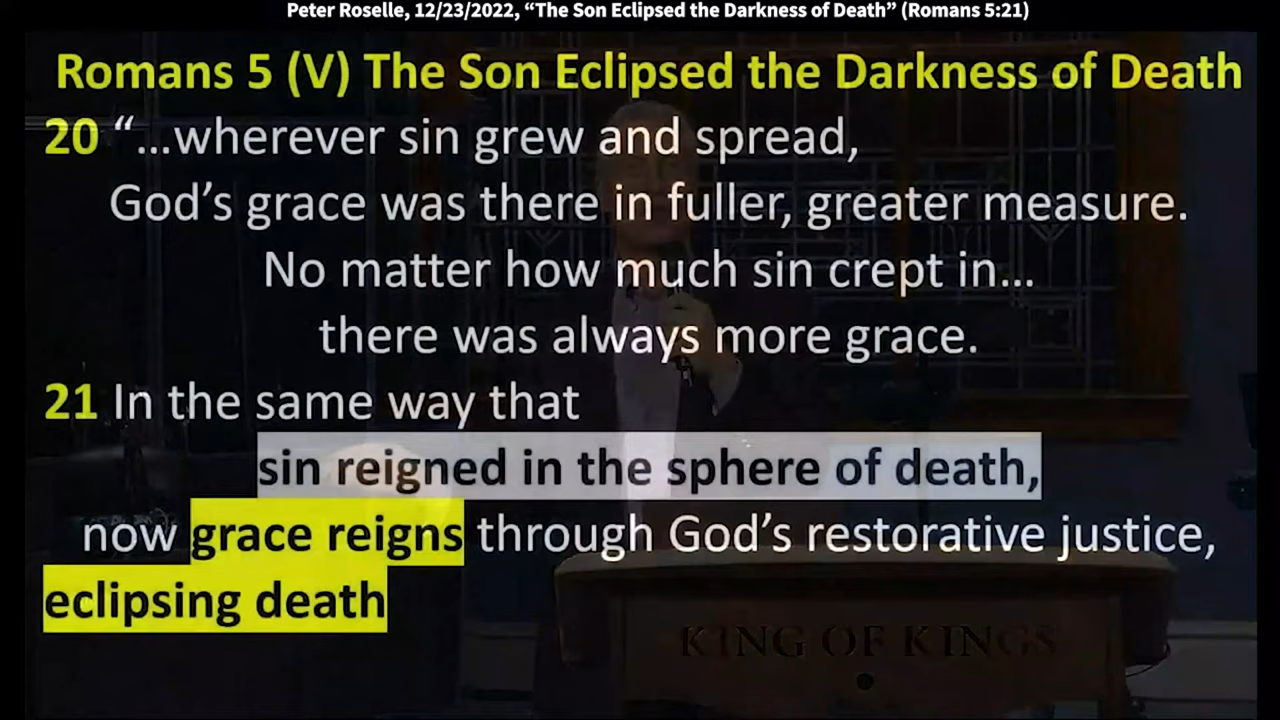 Peter Roselle, 12/23/2022, “The Son Eclipsed the Darkness of Death” (Romans 5:21)
Romans 5 (V) The Son Eclipsed the Darkness of Death
20 “…wherever sin grew and spread,
God’s grace was there in fuller, greater measure.
No matter how much sin crept in…
there was always more grace.
21 In the same way that
sin reigned in the sphere of death,
now grace reigns through God’s restorative justice,
eclipsing death
KING OF KINGS